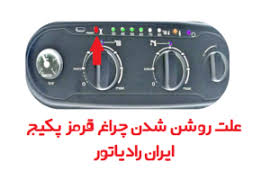 علت روشن شدن چراغ قرمز پکیج
ایران رادیاتور